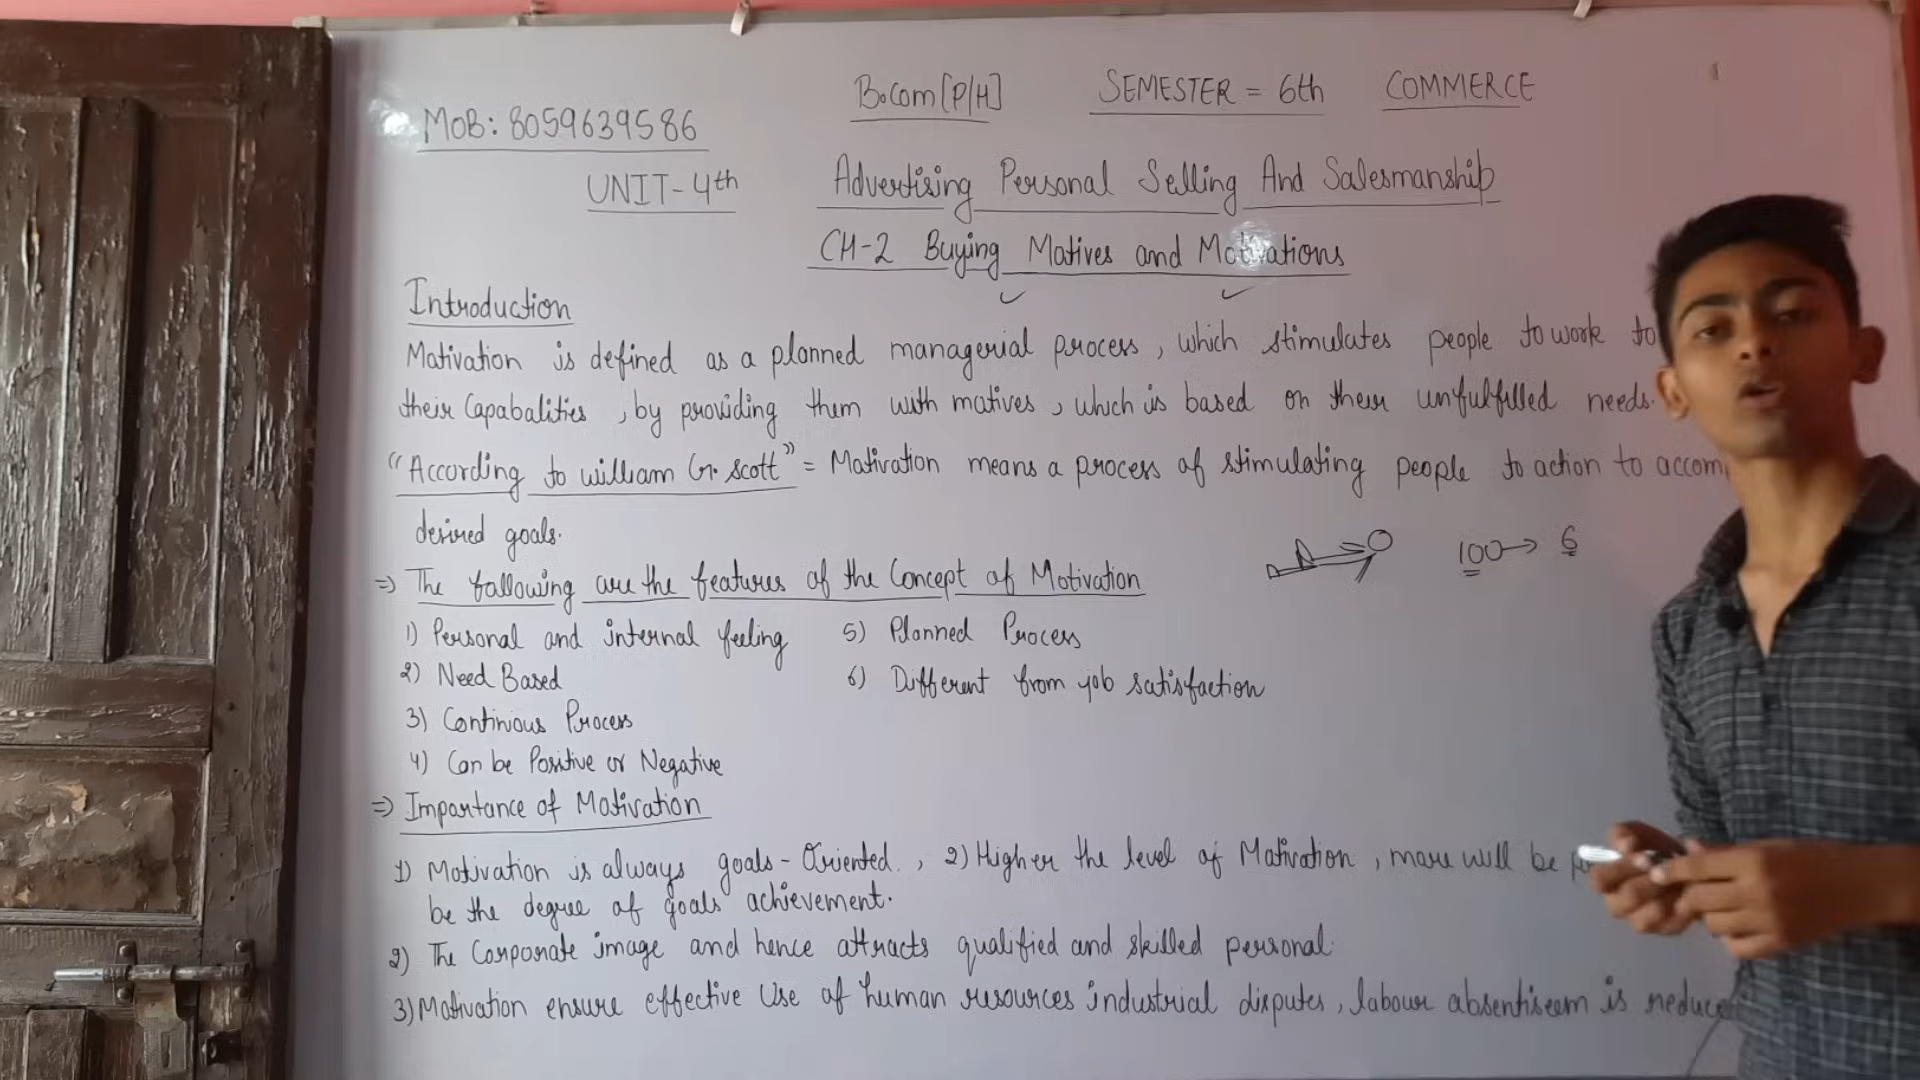 B.Com[P/H] SEMESTER = 6th COMMERCE
MOB: 8059639586
UNIT-4th Advertising Personal Selling And Salesmanship
CH-2 Buying Motives and Motivations
Introduction
Motivation is defined as a planned managerial process, which stimulates people to work to
their Capabalities, by providing them with motives, which is based on their unfulfilled needs.
"According to william G. scott" = Motivation means a process of stimulating people to action to accom
desired goals.
100→ 6
⇒ The following are the features of the Concept of Motivation
1) Personal and internal feeling 5) Planned Process
2) Need Based 6) Different from job satisfaction
3) Continious Process
4) Can be Positive or Negative
⇒ Importance of Motivation
1) Motivation is always goals-Oriented., 2) Higher the level of Motivation, more will be
be the degree of goals achievement.
2) The Corporate image and hence attracts qualified and skilled personal.
3) Motivation ensure effective Use of human resources industrial disputes, labour absentiseem is reduce